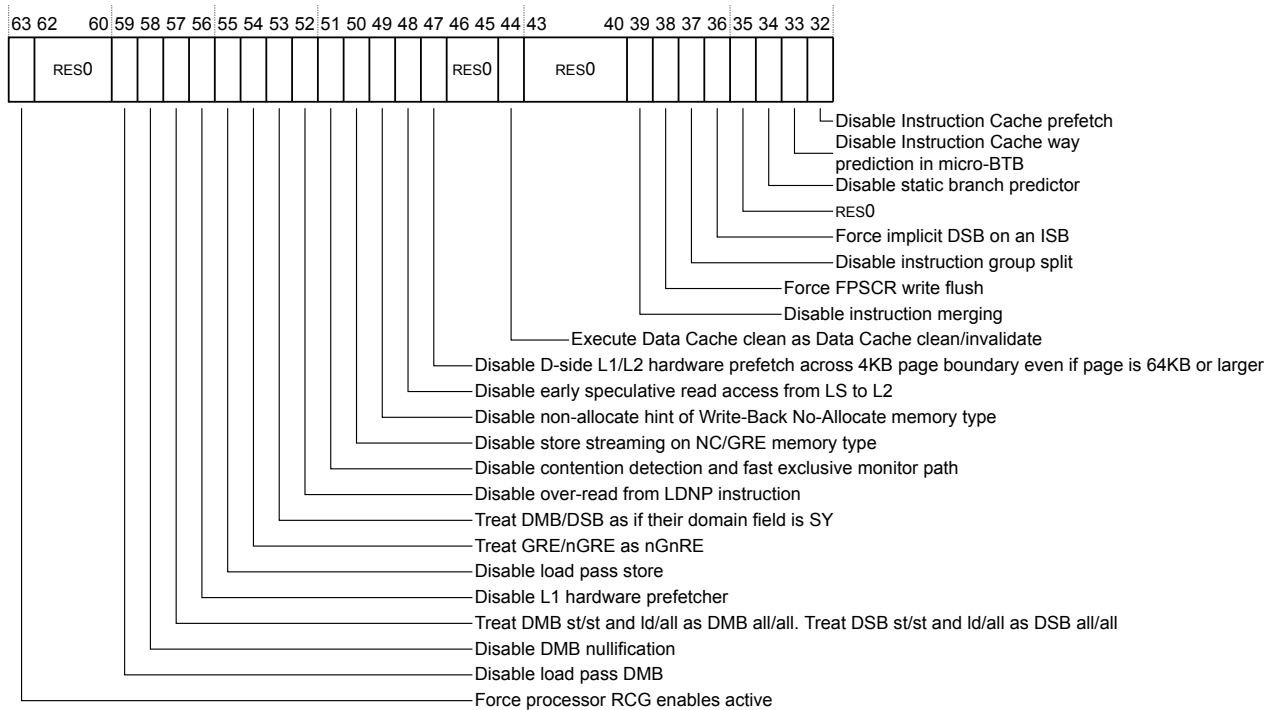 63 62 60 59 58 57 56 55 54 53 52 51 50 49 48 47 46 45 44 43 40 39 38 37 36 35 34 33 32
RES0 RES0 RES0
Disable Instruction Cache prefetch
Disable Instruction Cache way
prediction in micro-BTB
Disable static branch predictor
RES0
Force implicit DSB on an ISB
Disable instruction group split
Force FPSCR write flush
Disable instruction merging
Execute Data Cache clean as Data Cache clean/invalidate
Disable D-side L1/L2 hardware prefetch across 4KB page boundary even if page is 64KB or larger
Disable early speculative read access from LS to L2
Disable non-allocate hint of Write-Back No-Allocate memory type
Disable store streaming on NC/GRE memory type
Disable contention detection and fast exclusive monitor path
Disable over-read from LDNP instruction
Treat DMB/DSB as if their domain field is SY
Treat GRE/nGRE as nGnRE
Disable load pass store
Disable L1 hardware prefetcher
Treat DMB st/st and ld/all as DMB all/all. Treat DSB st/st and ld/all as DSB all/all
Disable DMB nullification
Disable load pass DMB
Force processor RCG enables active